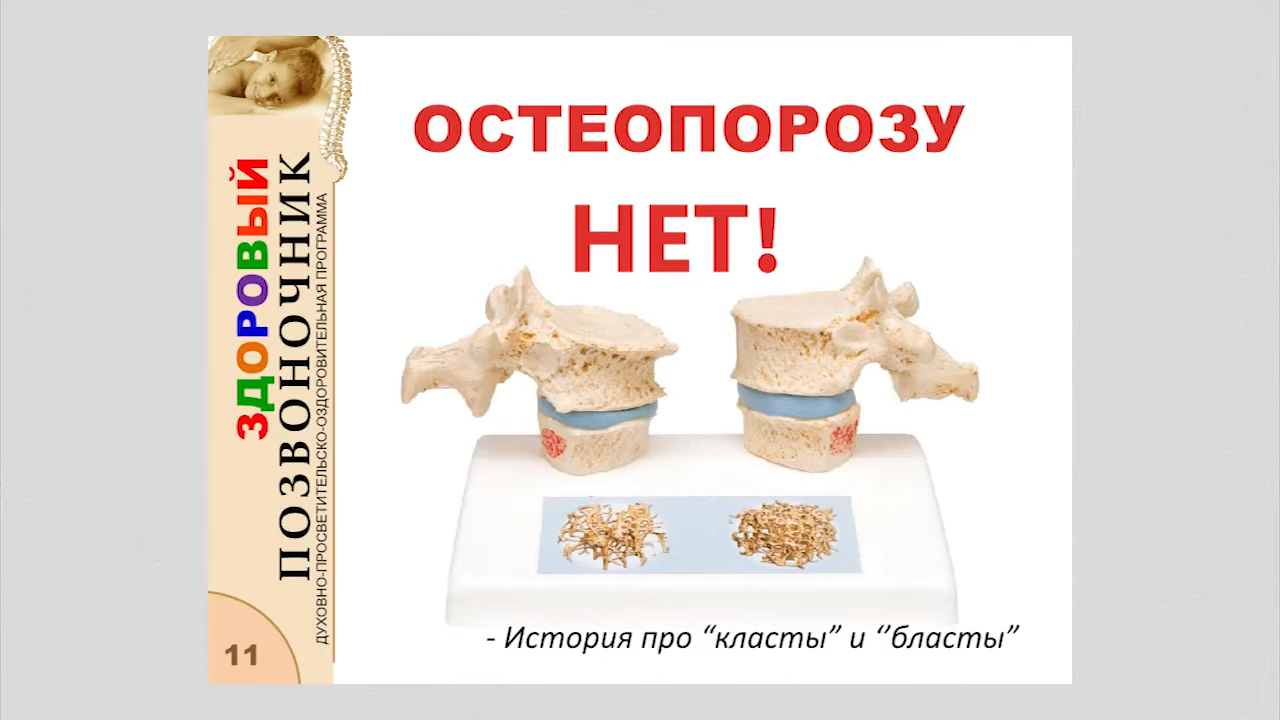 ЗДОРОВЫЙ
ПОЗВОНОЧНИК
ДУХОВНО-ПРОСВЕТИТЕЛЬСКО-ОЗДОРОВИТЕЛЬНАЯ ПРОГРАММА
11
ОСТЕОПОРОЗУ
НЕТ!
- История про “класты” и “бласты”